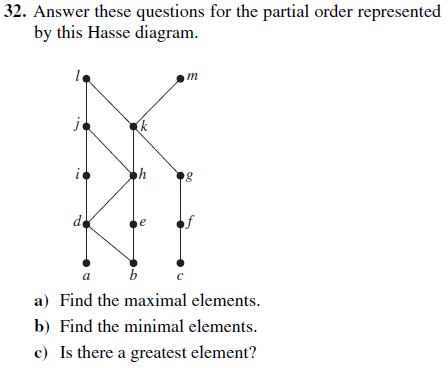 32. Answer these questions for the partial order represented
by this Hasse diagram.
l m
j k
i h g
d e f
a b c
a) Find the maximal elements.
b) Find the minimal elements.
c) Is there a greatest element?